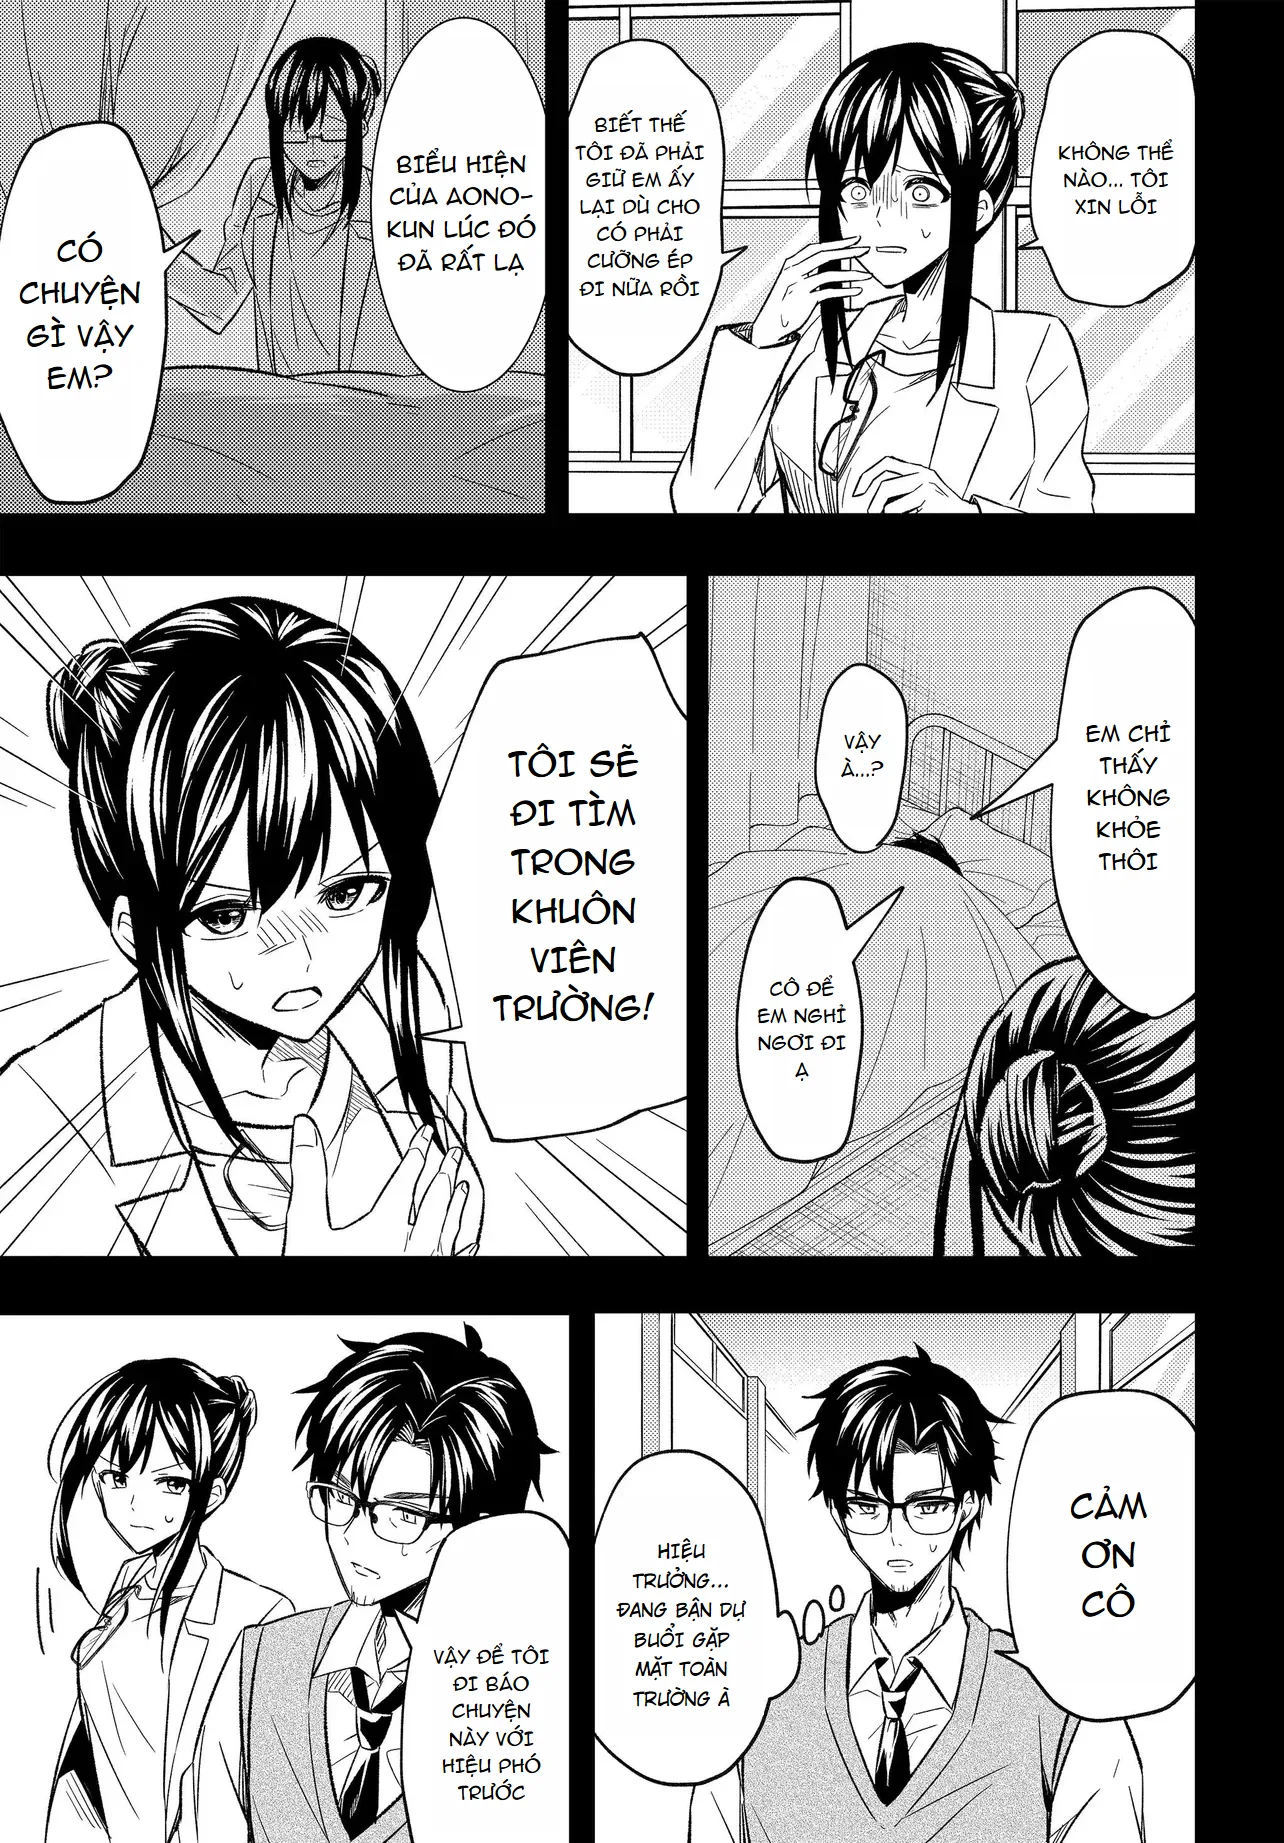 KHÔNG THỂ
NÀO... TÔI
XIN LỖI
BIẾT THẾ
TÔI ĐÃ PHẢI
GIỮ EM ẤY
LẠI DÙ CHO
CÓ PHẢI
CƯỠNG ÉP
ĐI NỮA RỒI
BIỂU HIỆN
CỦA AONO-
KUN LÚC ĐÓ
ĐÃ RẤT LẠ
CÓ
CHUYỆN
GÌ VẬY
EM?
EM CHỈ
THẤY
KHÔNG
KHỎE
THÔI
VẬY
À...?
CÔ ĐỂ
EM NGHỈ
NGƠI ĐI
Ạ
TÔI SẼ
ĐI TÌM
TRONG
KHUÔN
VIÊN
TRƯỜNG!
CẢM
ƠN
CÔ
HIỆU
TRƯỞNG...
ĐANG BẬN DỰ
BUỔI GẶP
MẶT TOÀN
TRƯỜNG À
VẬY ĐỂ TÔI
ĐI BÁO
CHUYỆN
NÀY VỚI
HIỆU PHÓ
TRƯỚC